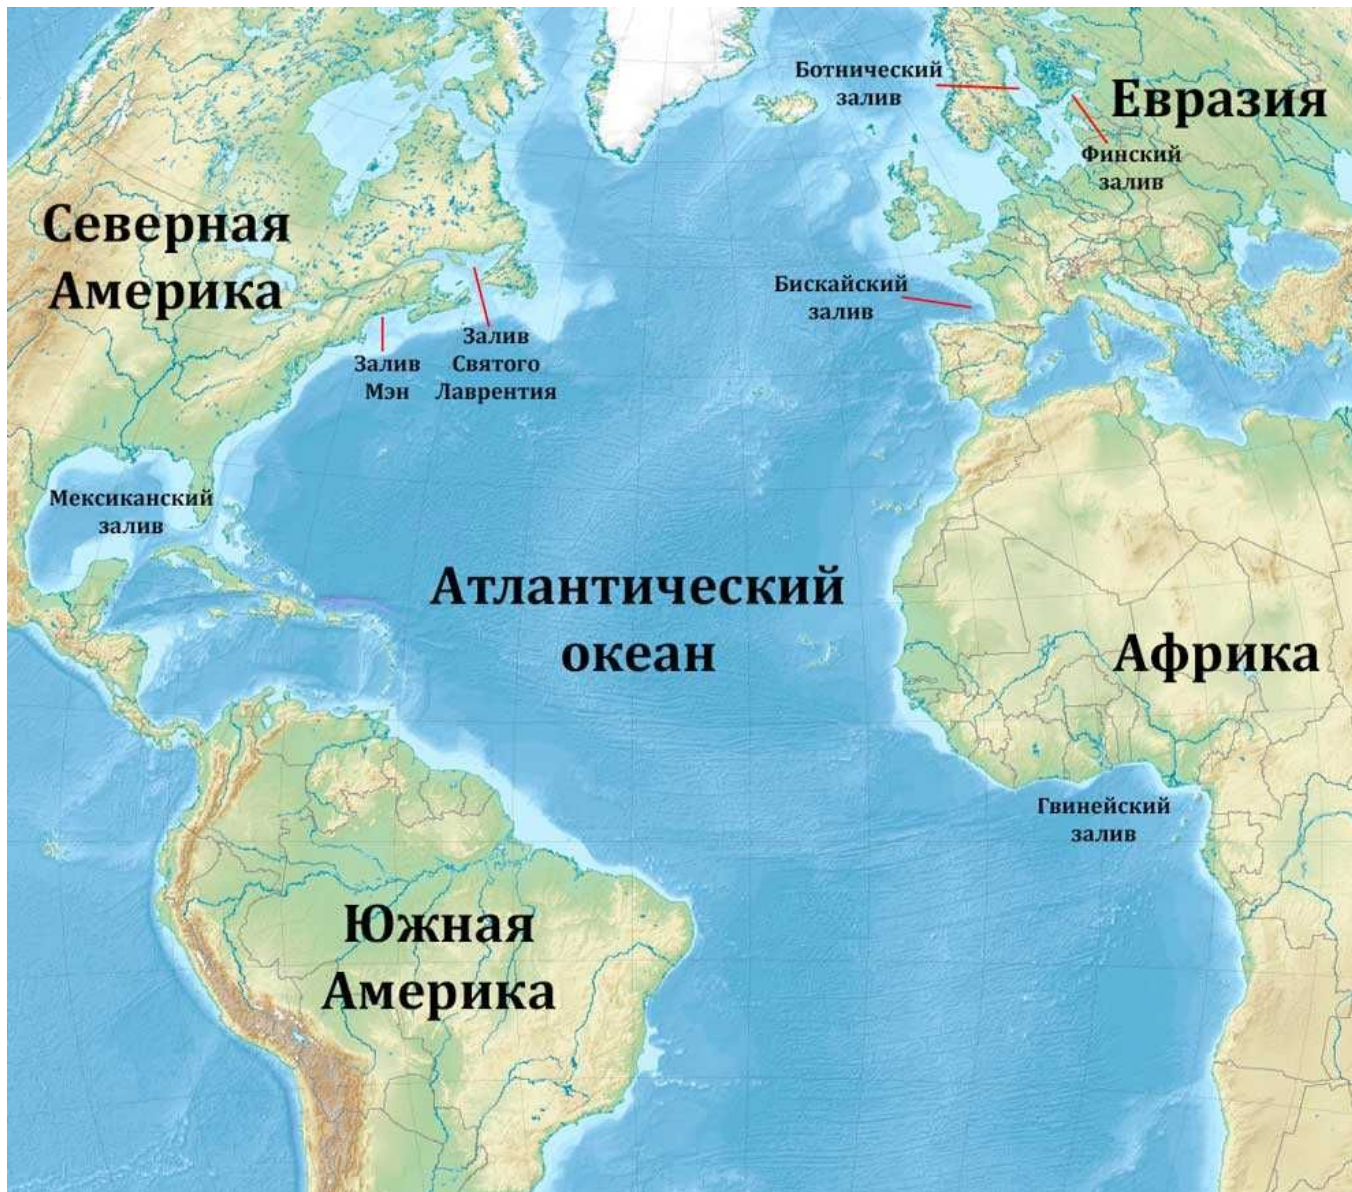 Ботнический
залив
Евразия
Финский
залив
Северная
Америка
Бискайский
залив
Залив
Святого
Лаврентия
Залив
Мэн
Мексиканский
залив
Атлантический
океан
Африка
Гвинейский
залив
Южная
Америка